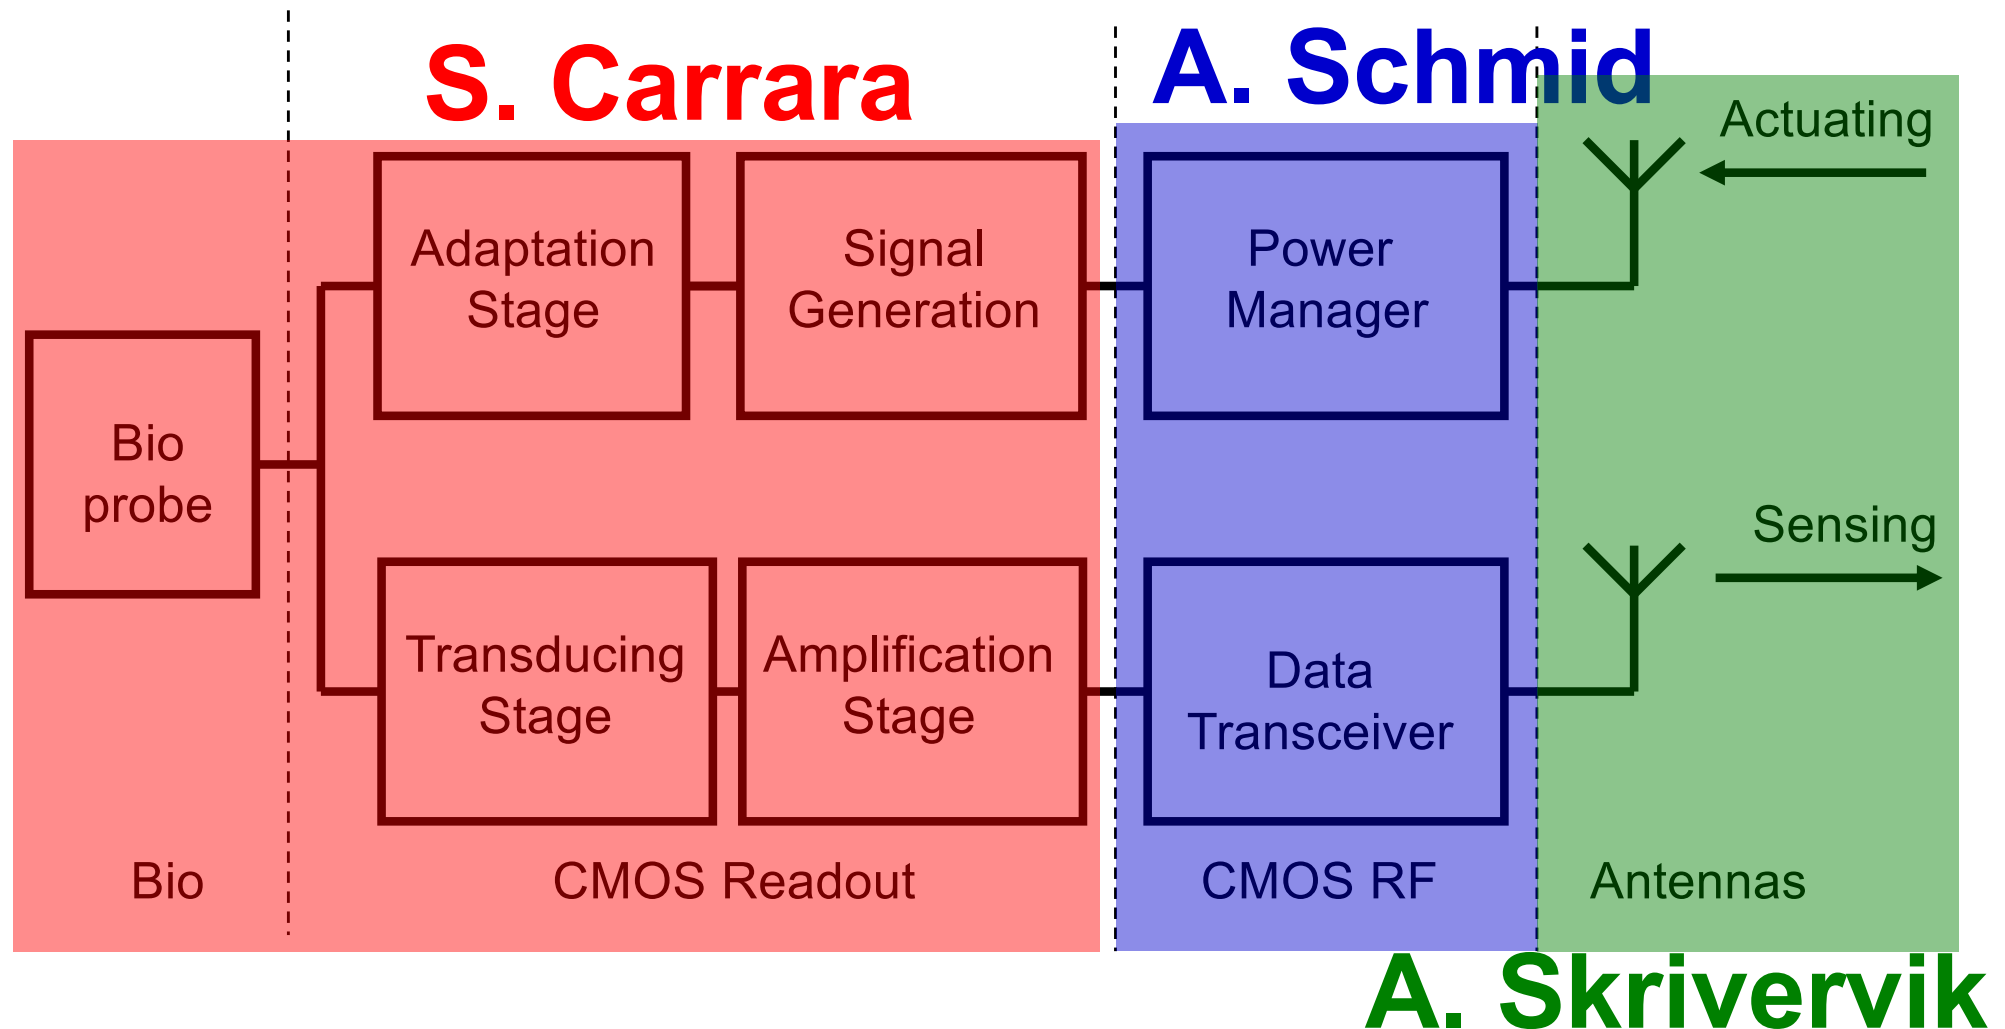 S. Carrara
A. Schmid
Actuating
Adaptation
Stage
Signal
Generation
Power
Manager
Bio
probe
Sensing
Transducing
Stage
Amplification
Stage
Data
Transceiver
Bio
CMOS Readout
CMOS RF
Antennas
A. Skrivervik